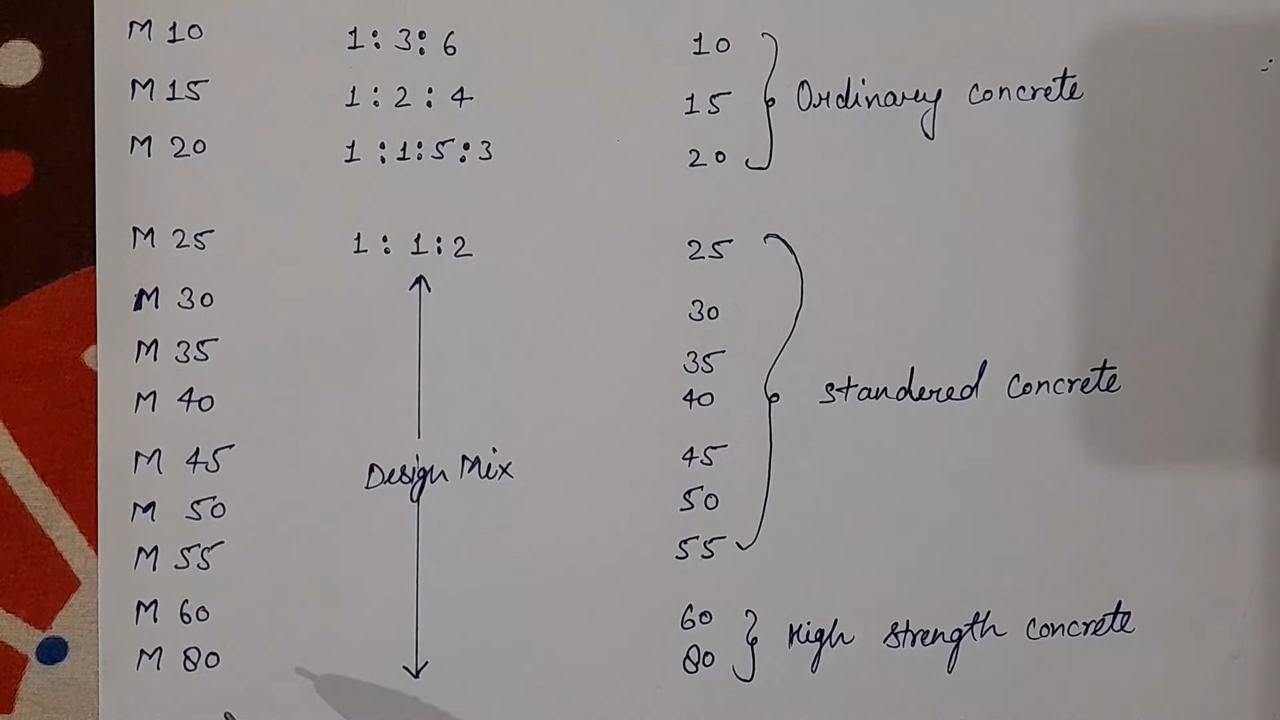 M 10 1:3:6 10
M 15 1:2:4 15 Ordinary concrete
M 20 1:1:5:3 20
M 25 1:1:2 25
M 30 30
M 35 35
M 40 40 standered concrete
M 45 Design Mix 45
M 50 50
M 55 55
M 60 60 High strength concrete
M 80 80